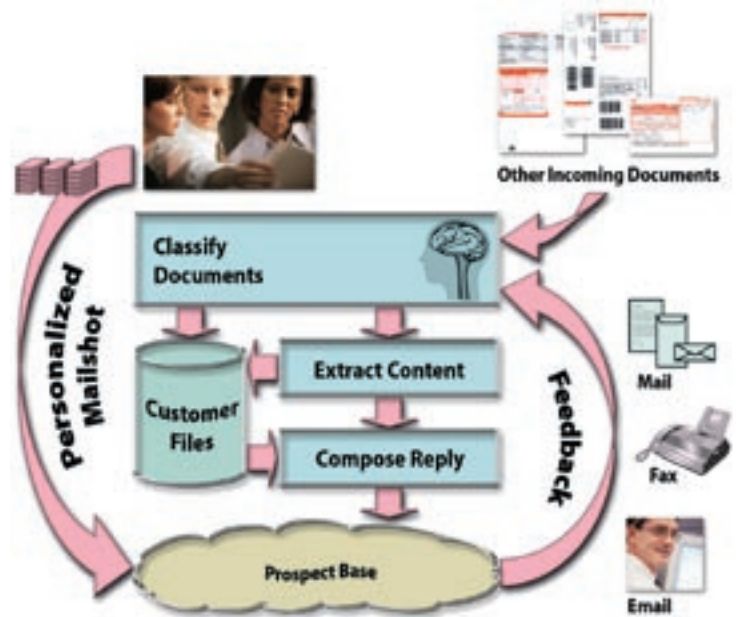 Other Incoming Documents
Classify
Documents
Personalized
Mailshot
Extract Content
Customer
Files
Compose Reply
Prospect Base
Feedback
Mail
Fax
Email